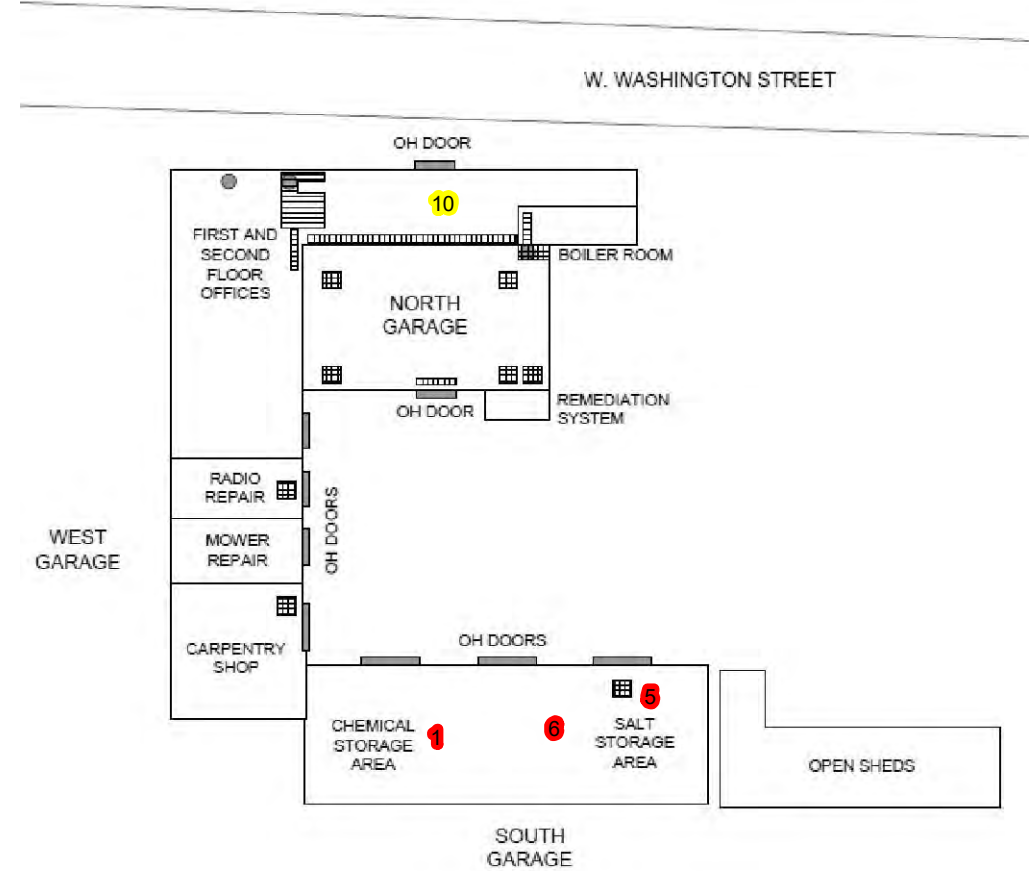 W. WASHINGTON STREET
OH DOOR
10
FIRST AND
SECOND
FLOOR
OFFICES
BOILER ROOM
NORTH
GARAGE
OH DOOR
REMEDIATION
SYSTEM
RADIO
REPAIR
OH DOORS
WEST
GARAGE
MOWER
REPAIR
CARPENTRY
SHOP
OH DOORS
5
CHEMICAL
STORAGE
AREA
1
6
SALT
STORAGE
AREA
OPEN SHEDS
SOUTH
GARAGE